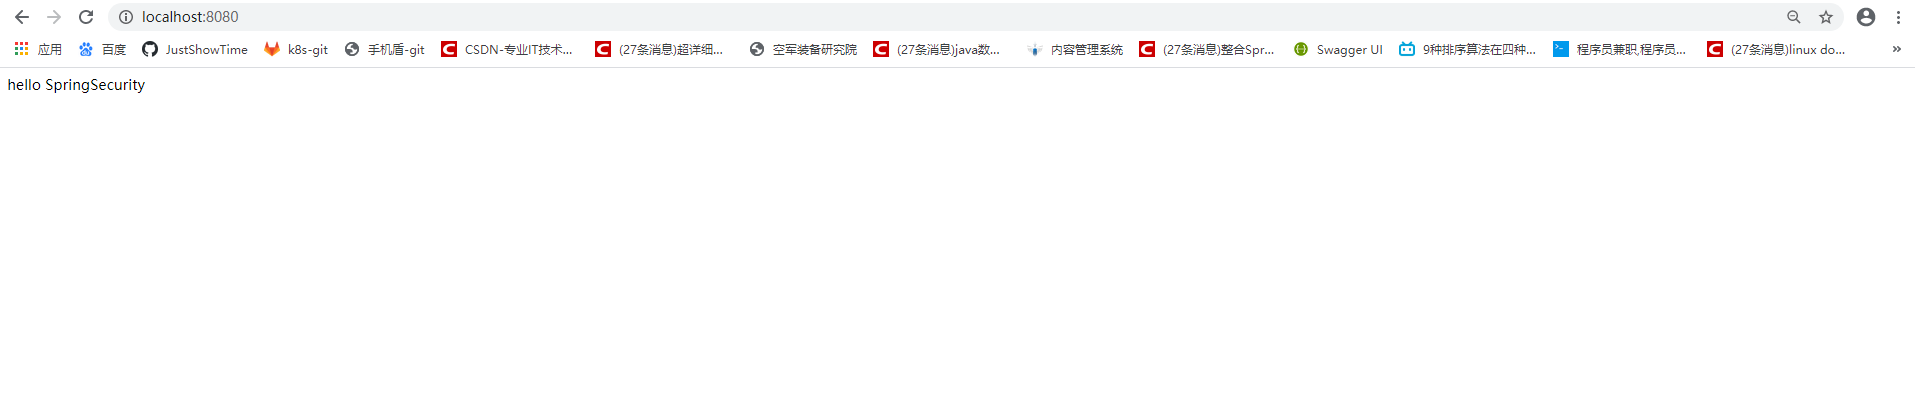 localhost:8080
应用 百度 JustShowTime k8s-git 手机盾-git CSDN-专业IT技术... (27条消息)超详细... 空军装备研究院 (27条消息)java数... 内容管理系统 (27条消息)整合Spr... Swagger UI 9种排序算法在四种... 程序员兼职,程序员... (27条消息)linux do... »
hello SpringSecurity